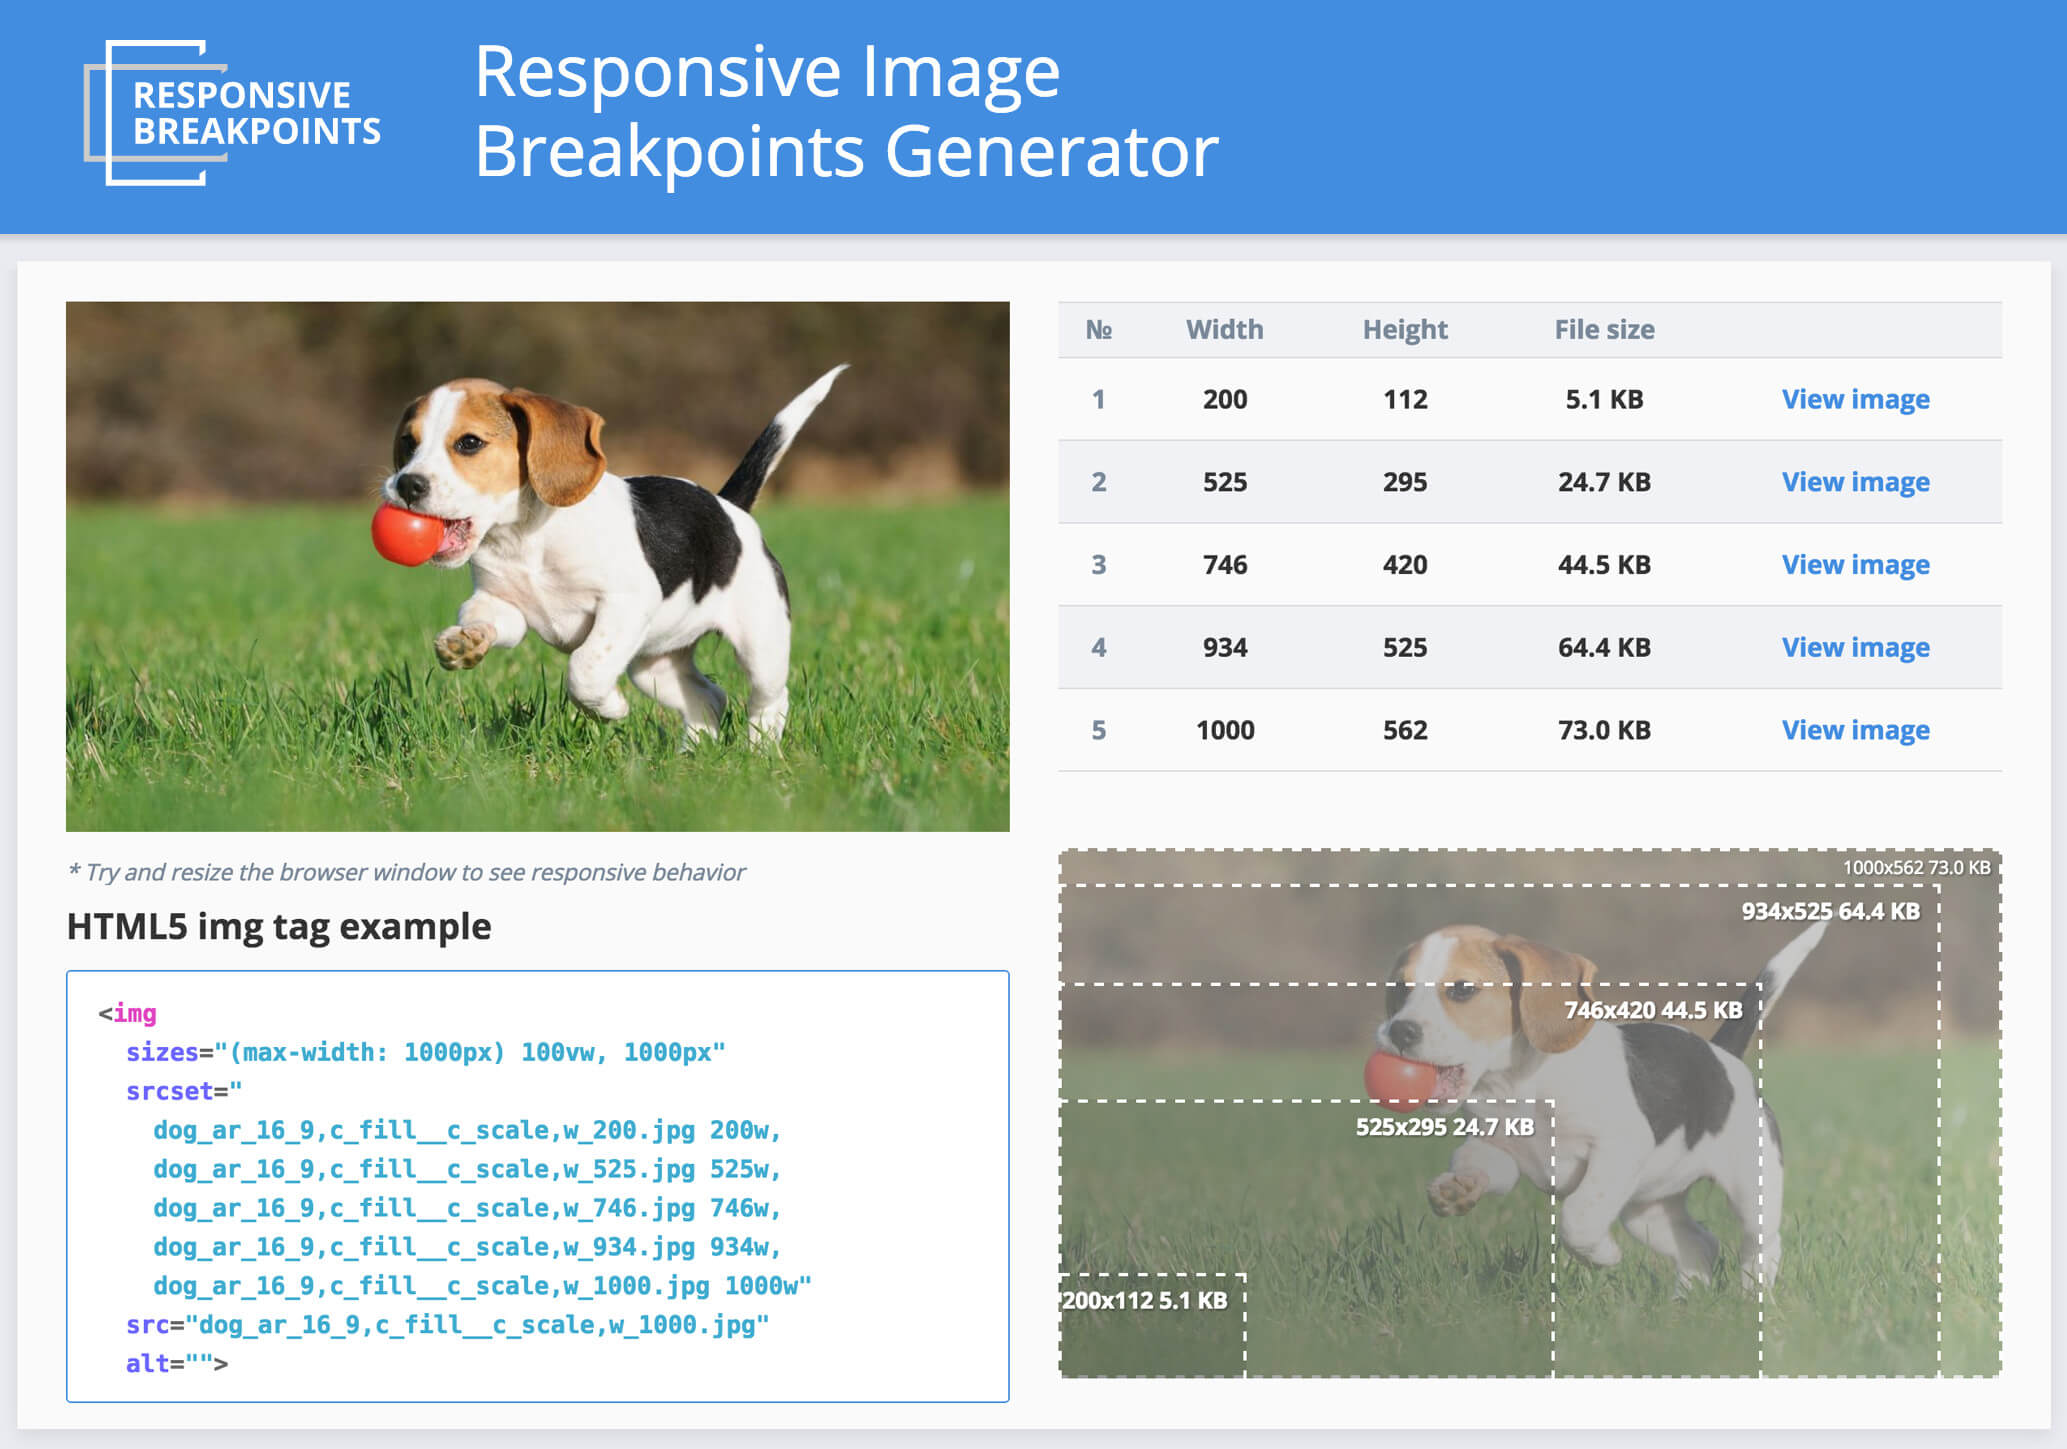 RESPONSIVE
BREAKPOINTS
Responsive Image
Breakpoints Generator
№ Width Height File size
1 200 112 5.1 KB View image
2 525 295 24.7 KB View image
3 746 420 44.5 KB View image
4 934 525 64.4 KB View image
5 1000 562 73.0 KB View image
* Try and resize the browser window to see responsive behavior
HTML5 img tag example
<img
sizes="(max-width: 1000px) 100vw, 1000px"
srcset="
dog_ar_16_9,c_fill__c_scale,w_200.jpg 200w,
dog_ar_16_9,c_fill__c_scale,w_525.jpg 525w,
dog_ar_16_9,c_fill__c_scale,w_746.jpg 746w,
dog_ar_16_9,c_fill__c_scale,w_934.jpg 934w,
dog_ar_16_9,c_fill__c_scale,w_1000.jpg 1000w"
src="dog_ar_16_9,c_fill__c_scale,w_1000.jpg"
alt="">
1000x562 73.0 KB
934x525 64.4 KB
746x420 44.5 KB
525x295 24.7 KB
200x112 5.1 KB